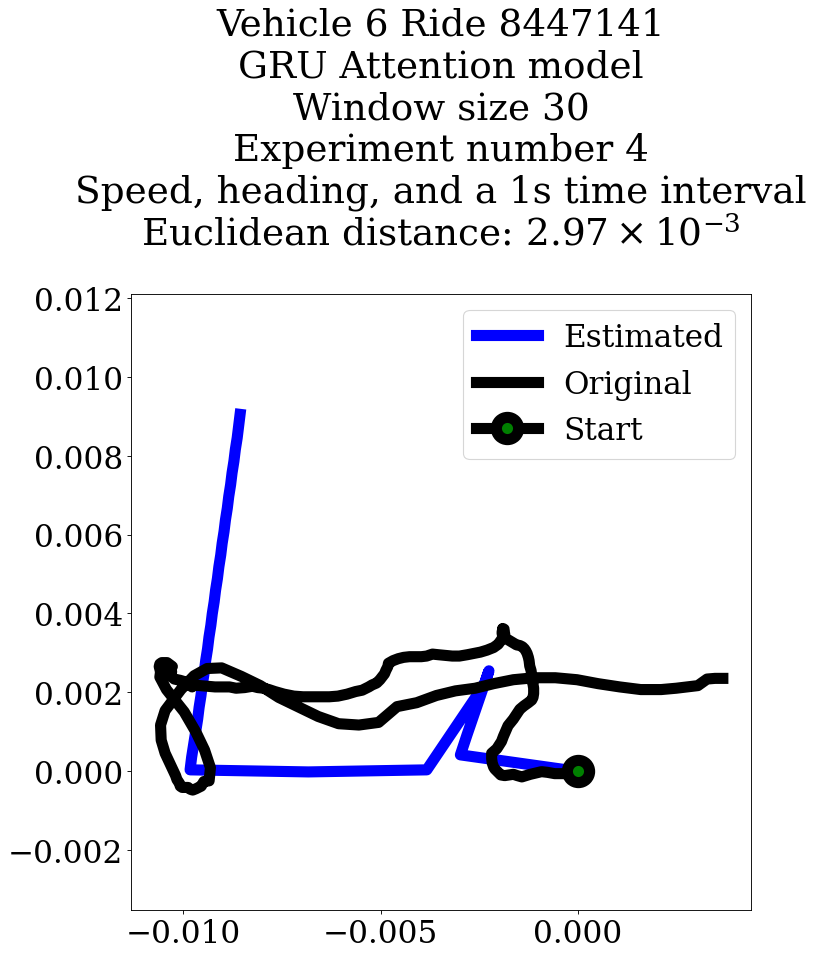 Vehicle 6 Ride 8447141
GRU Attention model
Window size 30
Experiment number 4
Speed, heading, and a 1s time interval
Euclidean distance: 2.97 × 10⁻³
Estimated
Original
Start
0.012
0.010
0.008
0.006
0.004
0.002
0.000
−0.002
−0.010 −0.005 0.000